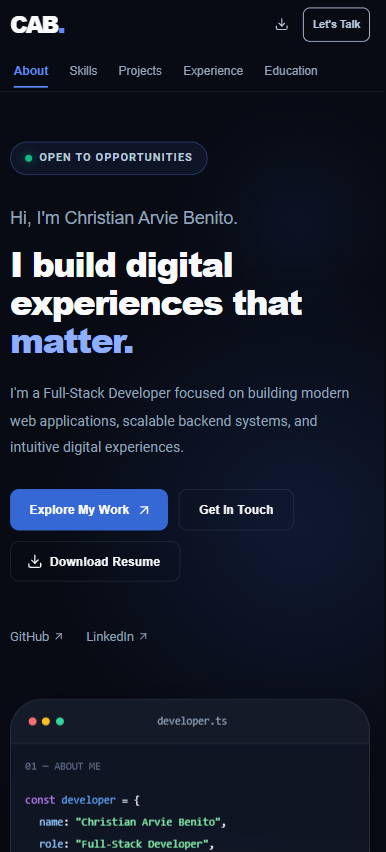 CAB.
Let's Talk
About Skills Projects Experience Education
OPEN TO OPPORTUNITIES
Hi, I'm Christian Arvie Benito.
I build digital
experiences that
matter.
I'm a Full-Stack Developer focused on building modern
web applications, scalable backend systems, and
intuitive digital experiences.
Explore My Work Get In Touch
Download Resume
GitHub LinkedIn
developer.ts
01 — ABOUT ME
const developer = {
name: "Christian Arvie Benito",
role: "Full-Stack Developer",